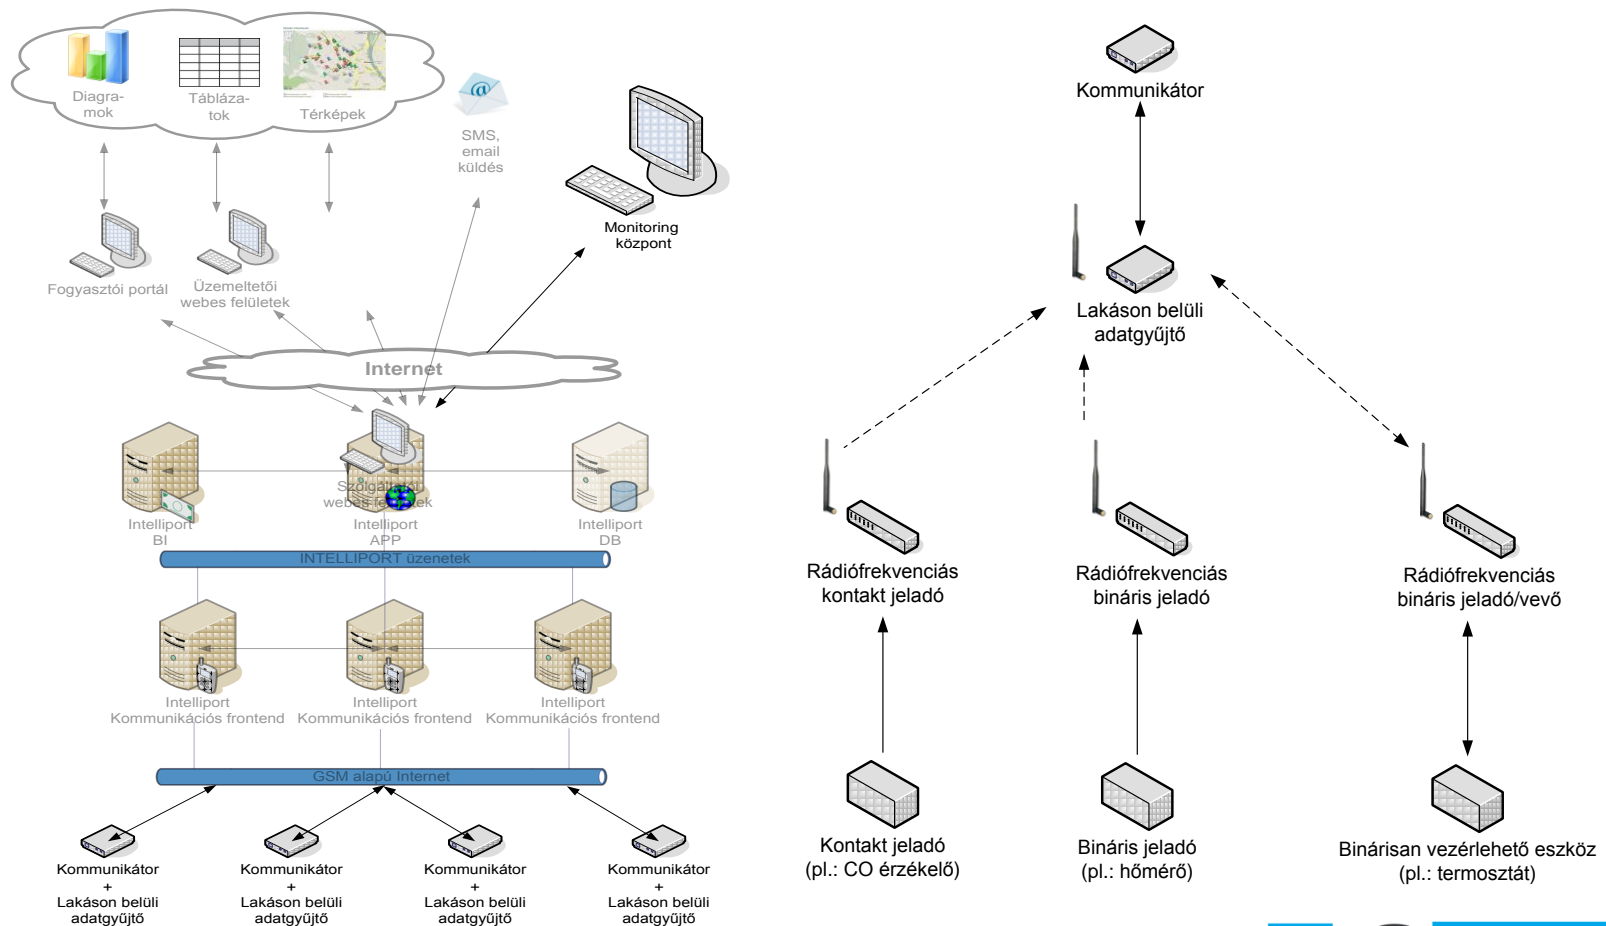 Diagra-
mok
Tábláza-
tok
Térképek
@
SMS,
email
küldés
Monitoring
központ
Fogyasztói portál
Üzemeltetői
webes felületek
Internet
Szolgáltatói
webes felületek
Intelliport
BI
Intelliport
APP
Intelliport
DB
INTELLIPORT üzenetek
Intelliport
Kommunikációs frontend
Intelliport
Kommunikációs frontend
Intelliport
Kommunikációs frontend
GSM alapú Internet
Kommunikátor
+
Lakáson belüli
adatgyűjtő
Kommunikátor
+
Lakáson belüli
adatgyűjtő
Kommunikátor
+
Lakáson belüli
adatgyűjtő
Kommunikátor
+
Lakáson belüli
adatgyűjtő
Kommunikátor
Lakáson belüli
adatgyűjtő
Rádiófrekvenciás
kontakt jeladó
Rádiófrekvenciás
bináris jeladó
Rádiófrekvenciás
bináris jeladó/vevő
Kontakt jeladó
(pl.: CO érzékelő)
Bináris jeladó
(pl.: hőmérő)
Binárisan vezérlehető eszköz
(pl.: termosztát)